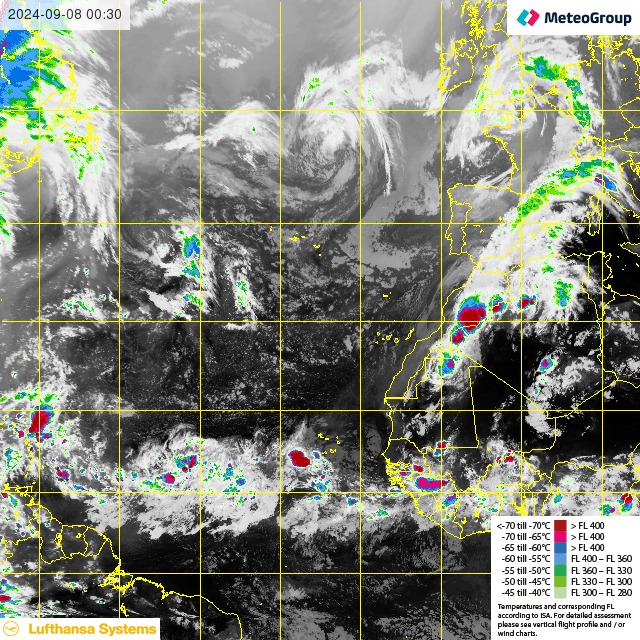 2024-09-08 00:30
MeteoGroup
<-70 till -70°C > FL 400
-70 till -65°C > FL 400
-65 till -60°C > FL 400
-60 till -55°C FL 400 – FL 360
-55 till -50°C FL 360 – FL 330
-50 till -45°C FL 330 – FL 300
-45 till -40°C FL 300 – FL 280
Temperatures and corresponding FL
according to ISA. For detailed assessment
please see vertical flight profile and / or
wind charts.
Lufthansa Systems